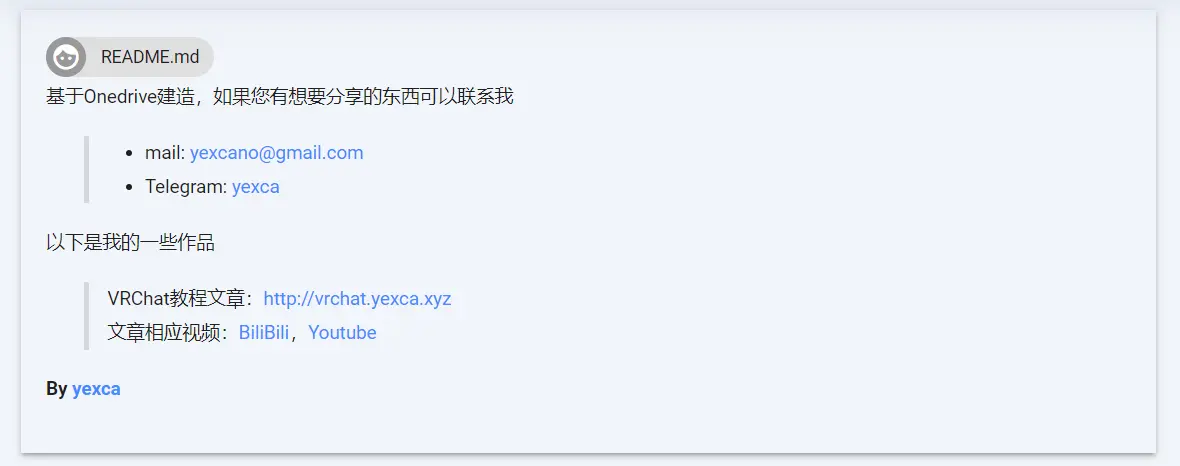 README.md
基于Onedrive建造，如果您有想要分享的东西可以联系我
mail: yexcano@gmail.com
Telegram: yexca
以下是我的一些作品
VRChat教程文章：http://vrchat.yexca.xyz
文章相应视频：BiliBili，Youtube
By yexca